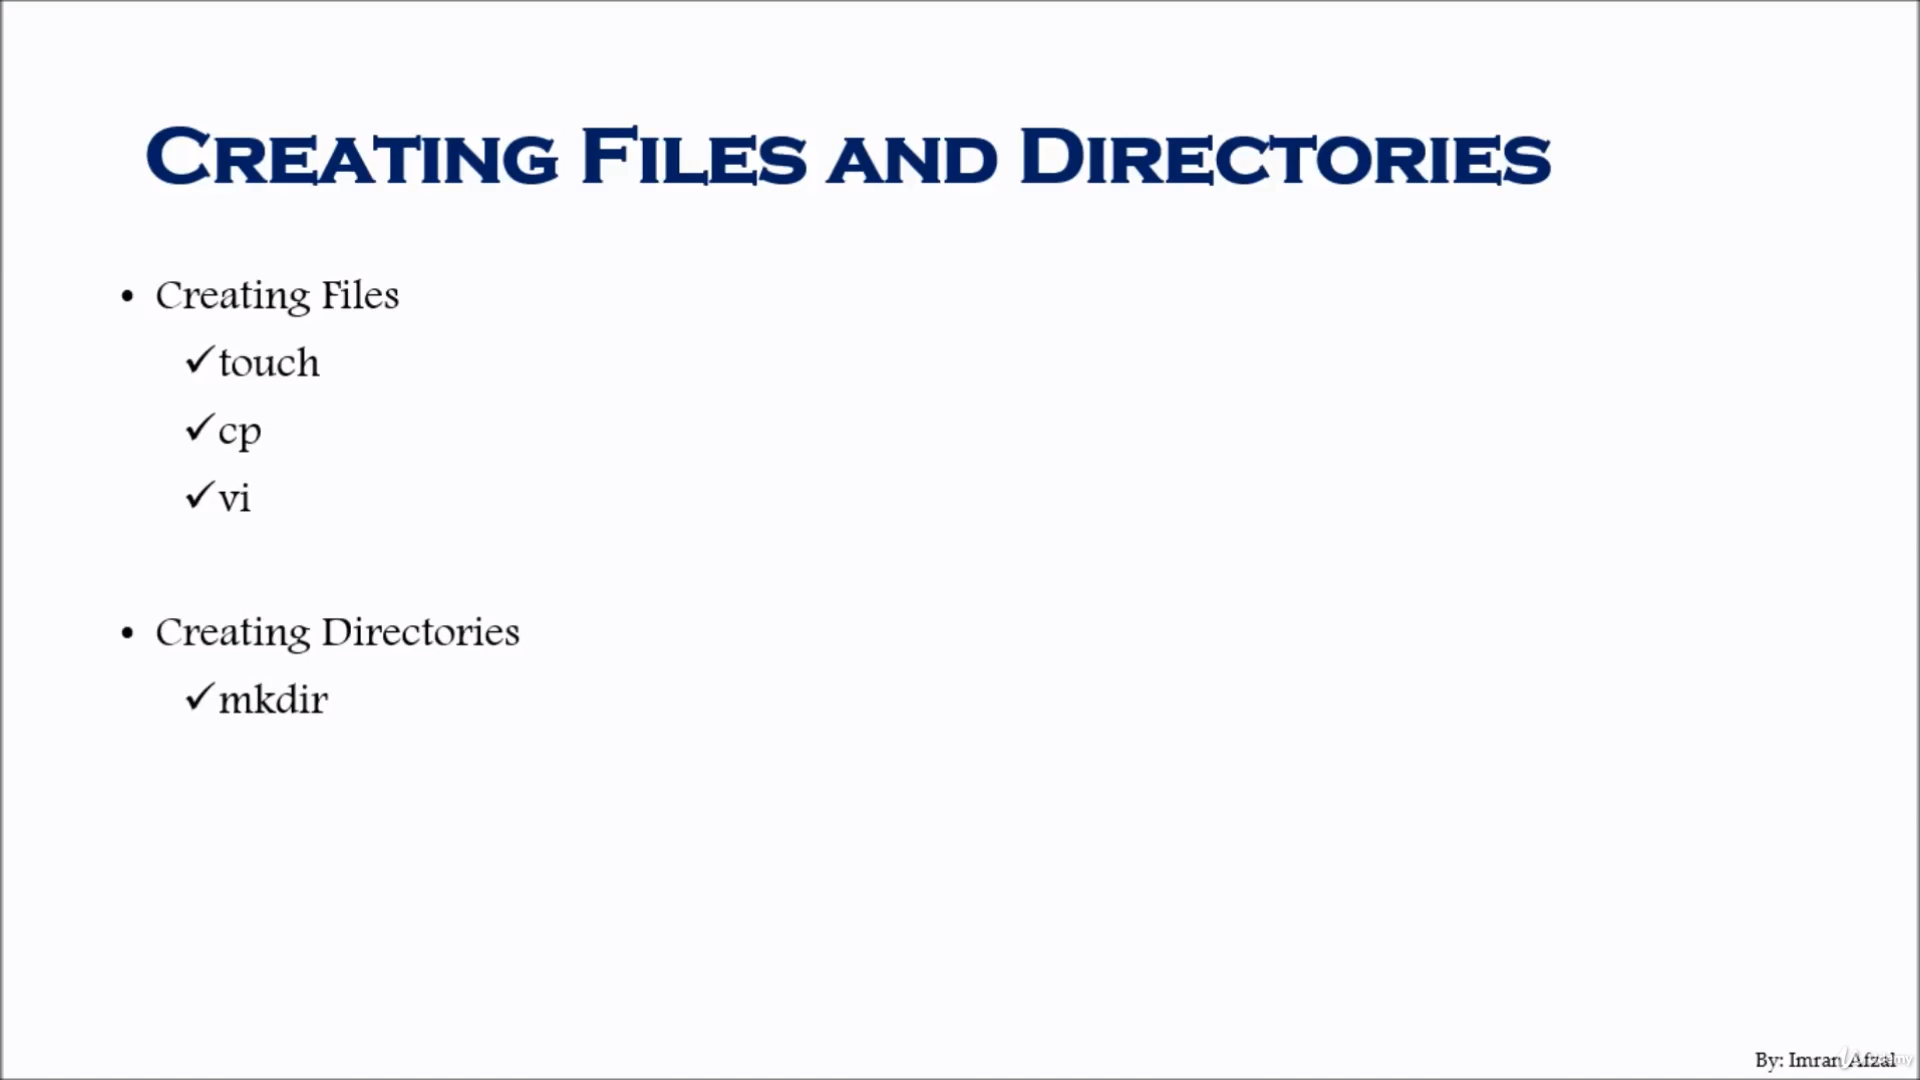 Creating Files and Directories
• Creating Files
✓touch
✓cp
✓vi
• Creating Directories
✓mkdir
By: Imran Afzal